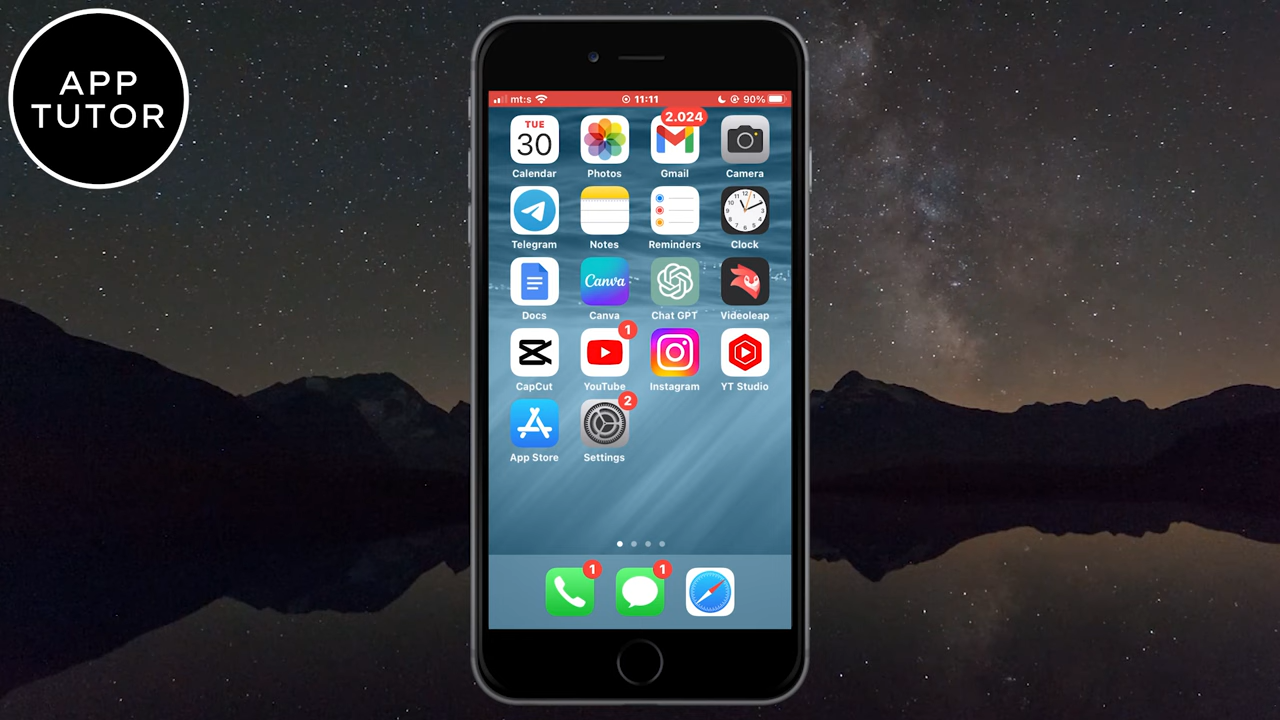 APP
TUTOR
mt:s 11:11 90%
2.024
TUE
30
Calendar Photos Gmail Camera
Telegram Notes Reminders Clock
Canva
Docs Canva Chat GPT Videoleap
1
CapCut YouTube Instagram YT Studio
2
App Store Settings
1 1